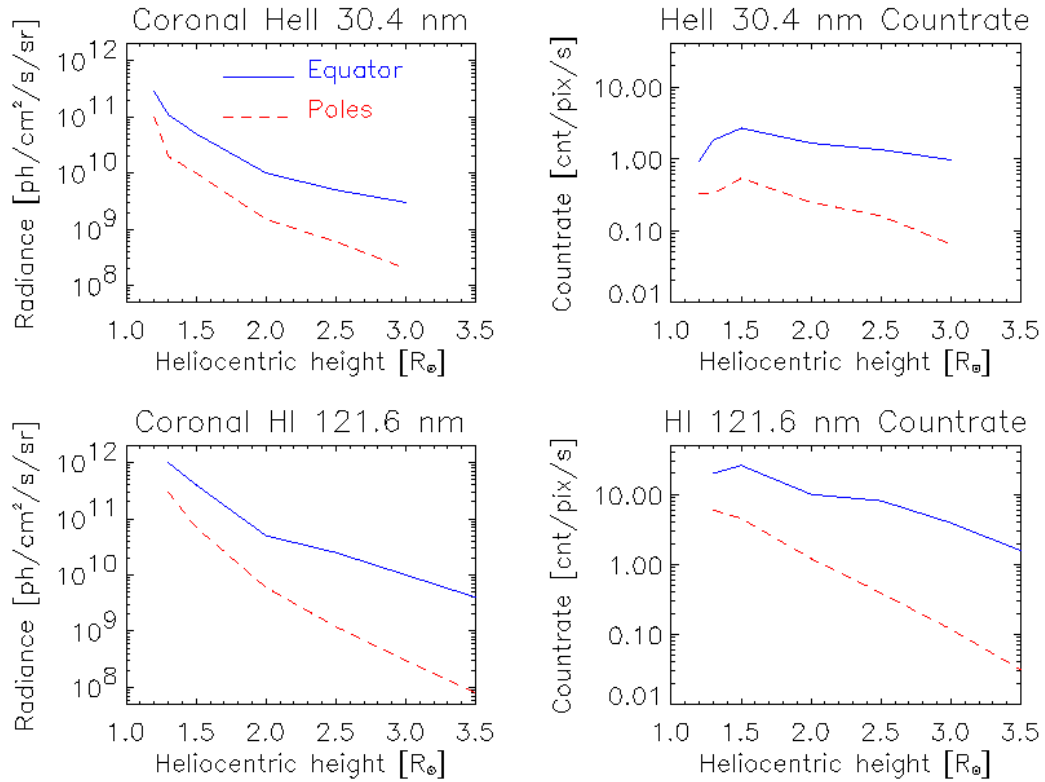 Coronal HeII 30.4 nm
Radiance [ph/cm²/s/sr]
10¹²
10¹¹
10¹⁰
10⁹
10⁸
Equator
Poles
1.0 1.5 2.0 2.5 3.0 3.5
Heliocentric height [R☉]
HeII 30.4 nm Countrate
Countrate [cnt/pix/s]
10.00
1.00
0.10
0.01
1.0 1.5 2.0 2.5 3.0 3.5
Heliocentric height [R☉]
Coronal HI 121.6 nm
Radiance [ph/cm²/s/sr]
10¹²
10¹¹
10¹⁰
10⁹
10⁸
1.0 1.5 2.0 2.5 3.0 3.5
Heliocentric height [R☉]
HI 121.6 nm Countrate
Countrate [cnt/pix/s]
10.00
1.00
0.10
0.01
1.0 1.5 2.0 2.5 3.0 3.5
Heliocentric height [R☉]